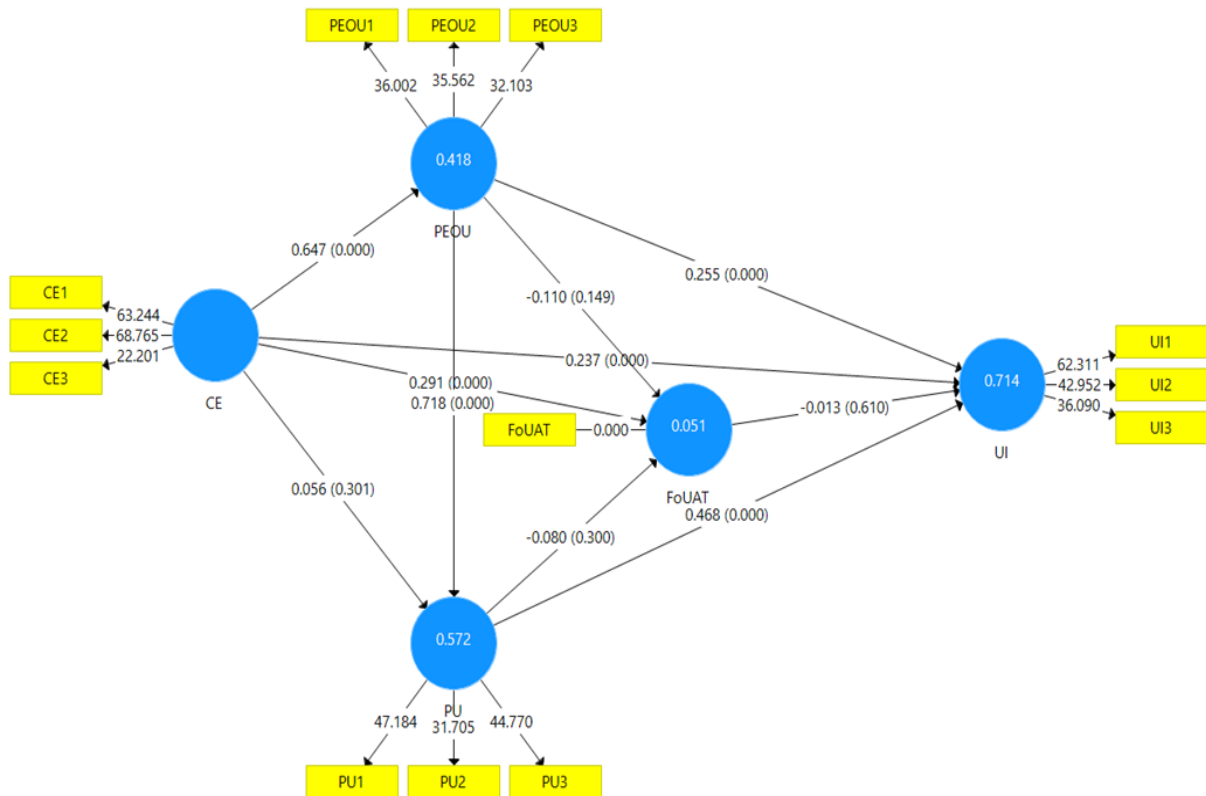 PEOU1 PEOU2 PEOU3
36.002 35.562 32.103
0.418
PEOU
0.647 (0.000)
0.255 (0.000)
-0.110 (0.149)
CE1
CE2
CE3
63.244
68.765
22.201
CE
0.237 (0.000)
0.291 (0.000)
0.718 (0.000)
UI1
UI2
UI3
62.311
42.952
36.090
0.714
UI
-0.013 (0.610)
FoUAT 0.000 0.051
FoUAT
0.056 (0.301)
0.468 (0.000)
-0.080 (0.300)
0.572
PU
47.184 31.705 44.770
PU1 PU2 PU3